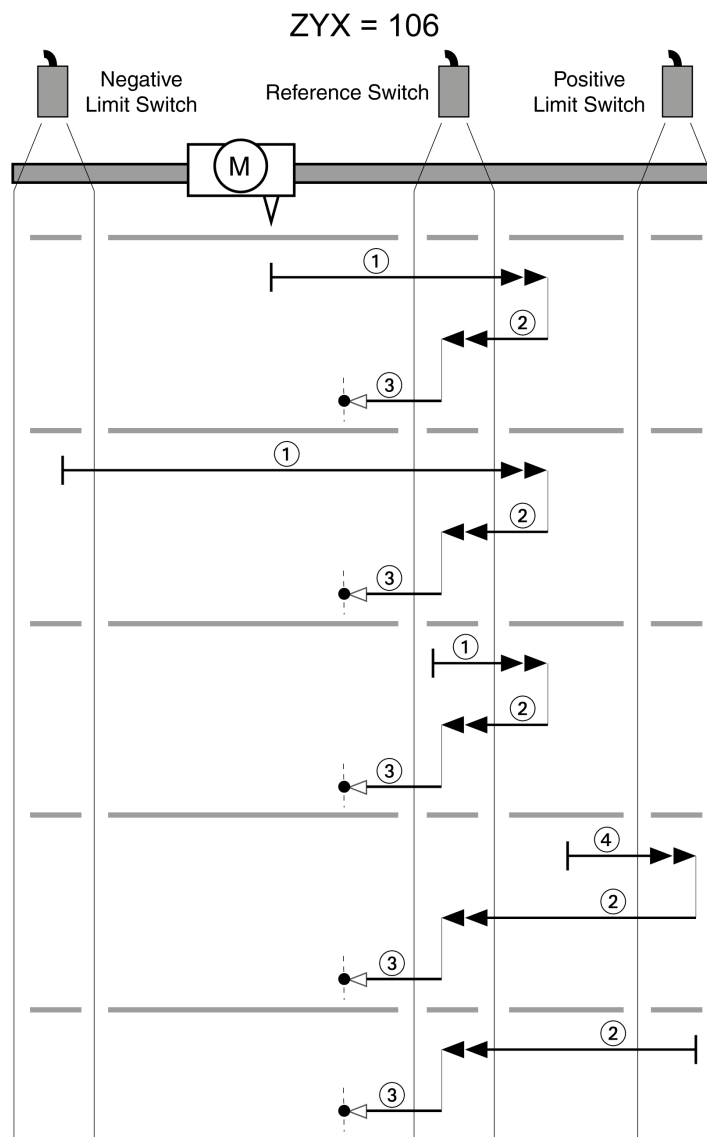 ZYX = 106
Negative
Limit Switch
Reference Switch
Positive
Limit Switch
M
1
2
3
1
2
3
1
2
3
4
2
3
2
3